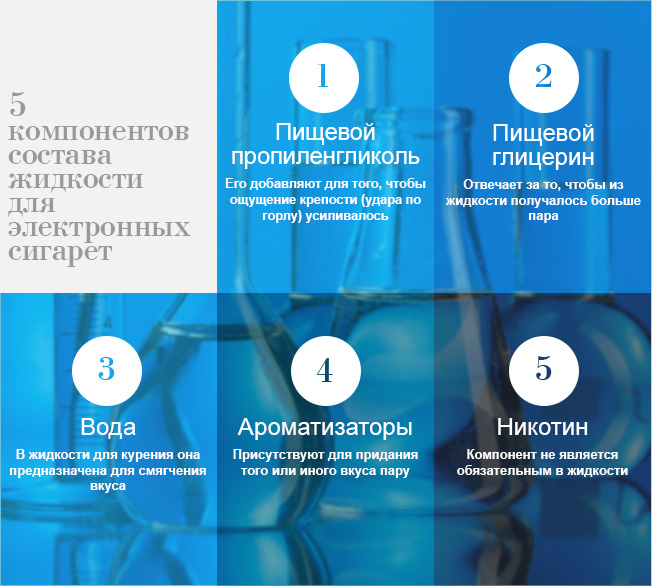 5
компонентов
состава
жидкости
для
электронных
сигарет
1
Пищевой
пропиленгликоль
Его добавляют для того, чтобы
ощущение крепости (удара по
горлу) усиливалось
2
Пищевой
глицерин
Отвечает за то, чтобы из
жидкости получалось больше
пара
3
Вода
В жидкости для курения она
предназначена для смягчения
вкуса
4
Ароматизаторы
Присутствуют для придания
того или иного вкуса пару
5
Никотин
Компонент не является
обязательным в жидкости